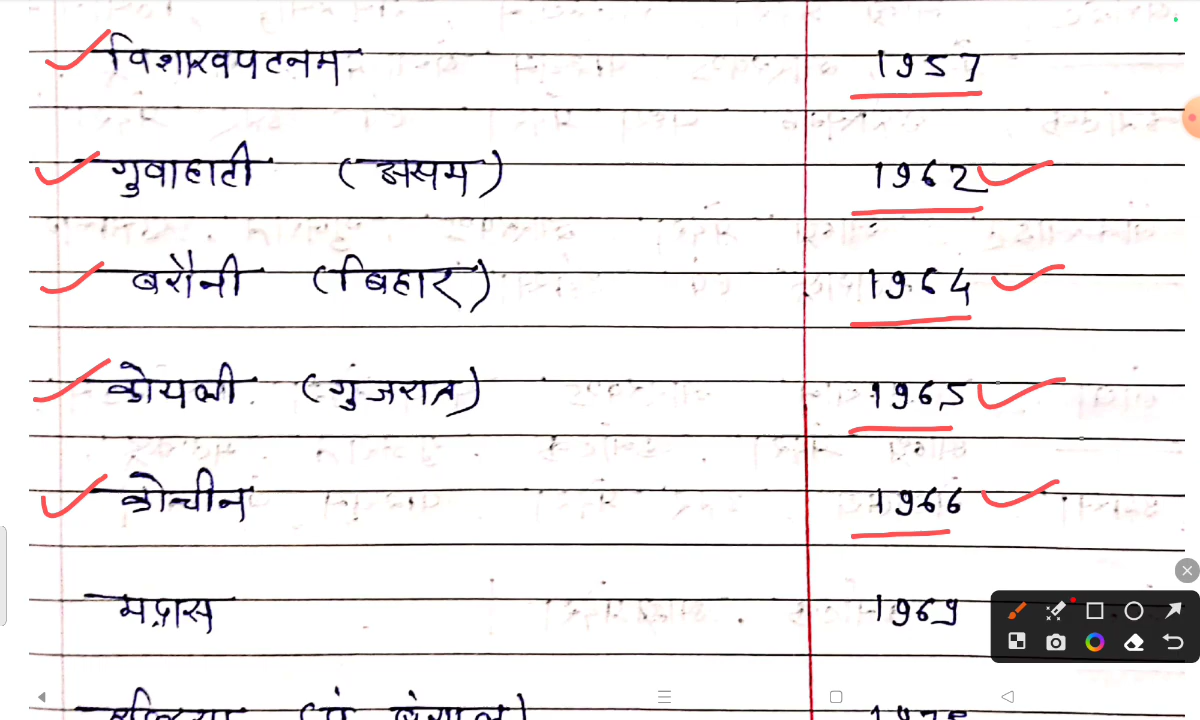 विशाखपटनम 1957
गुवाहाटी (असम) 1962
बरौनी (बिहार) 1964
कोयली (गुजरात) 1965
कोचीन 1966
मद्रास 1969